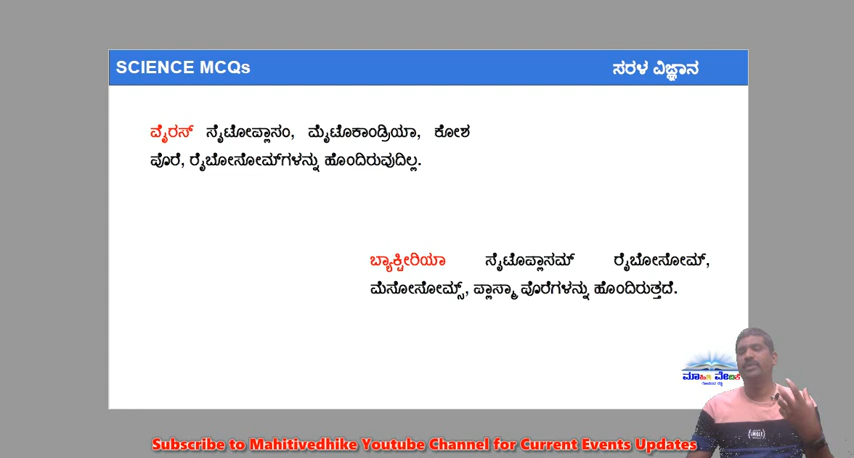 SCIENCE MCQs
ಸರಳ ವಿಜ್ಞಾನ
ವೈರಸ್ ಸೈಟೋಪ್ಲಾಸಂ, ಮೈಟೊಕಾಂಡ್ರಿಯಾ, ಕೋಶ
ಪೊರೆ, ರೈಬೋಸೋಮ್‌ಗಳನ್ನು ಹೊಂದಿರುವುದಿಲ್ಲ.
ಬ್ಯಾಕ್ಟೀರಿಯಾ ಸೈಟೊಪ್ಲಾಸಮ್ ರೈಬೋಸೋಮ್,
ಮೆಸೋಸೋಮ್ಸ್, ಪ್ಲಾಸ್ಮಾ ಪೊರೆಗಳನ್ನು ಹೊಂದಿರುತ್ತದೆ.
ಮಾಹಿತಿ ವೇದಿಕೆ
Subscribe to Mahitivedhike Youtube Channel for Current Events Updates